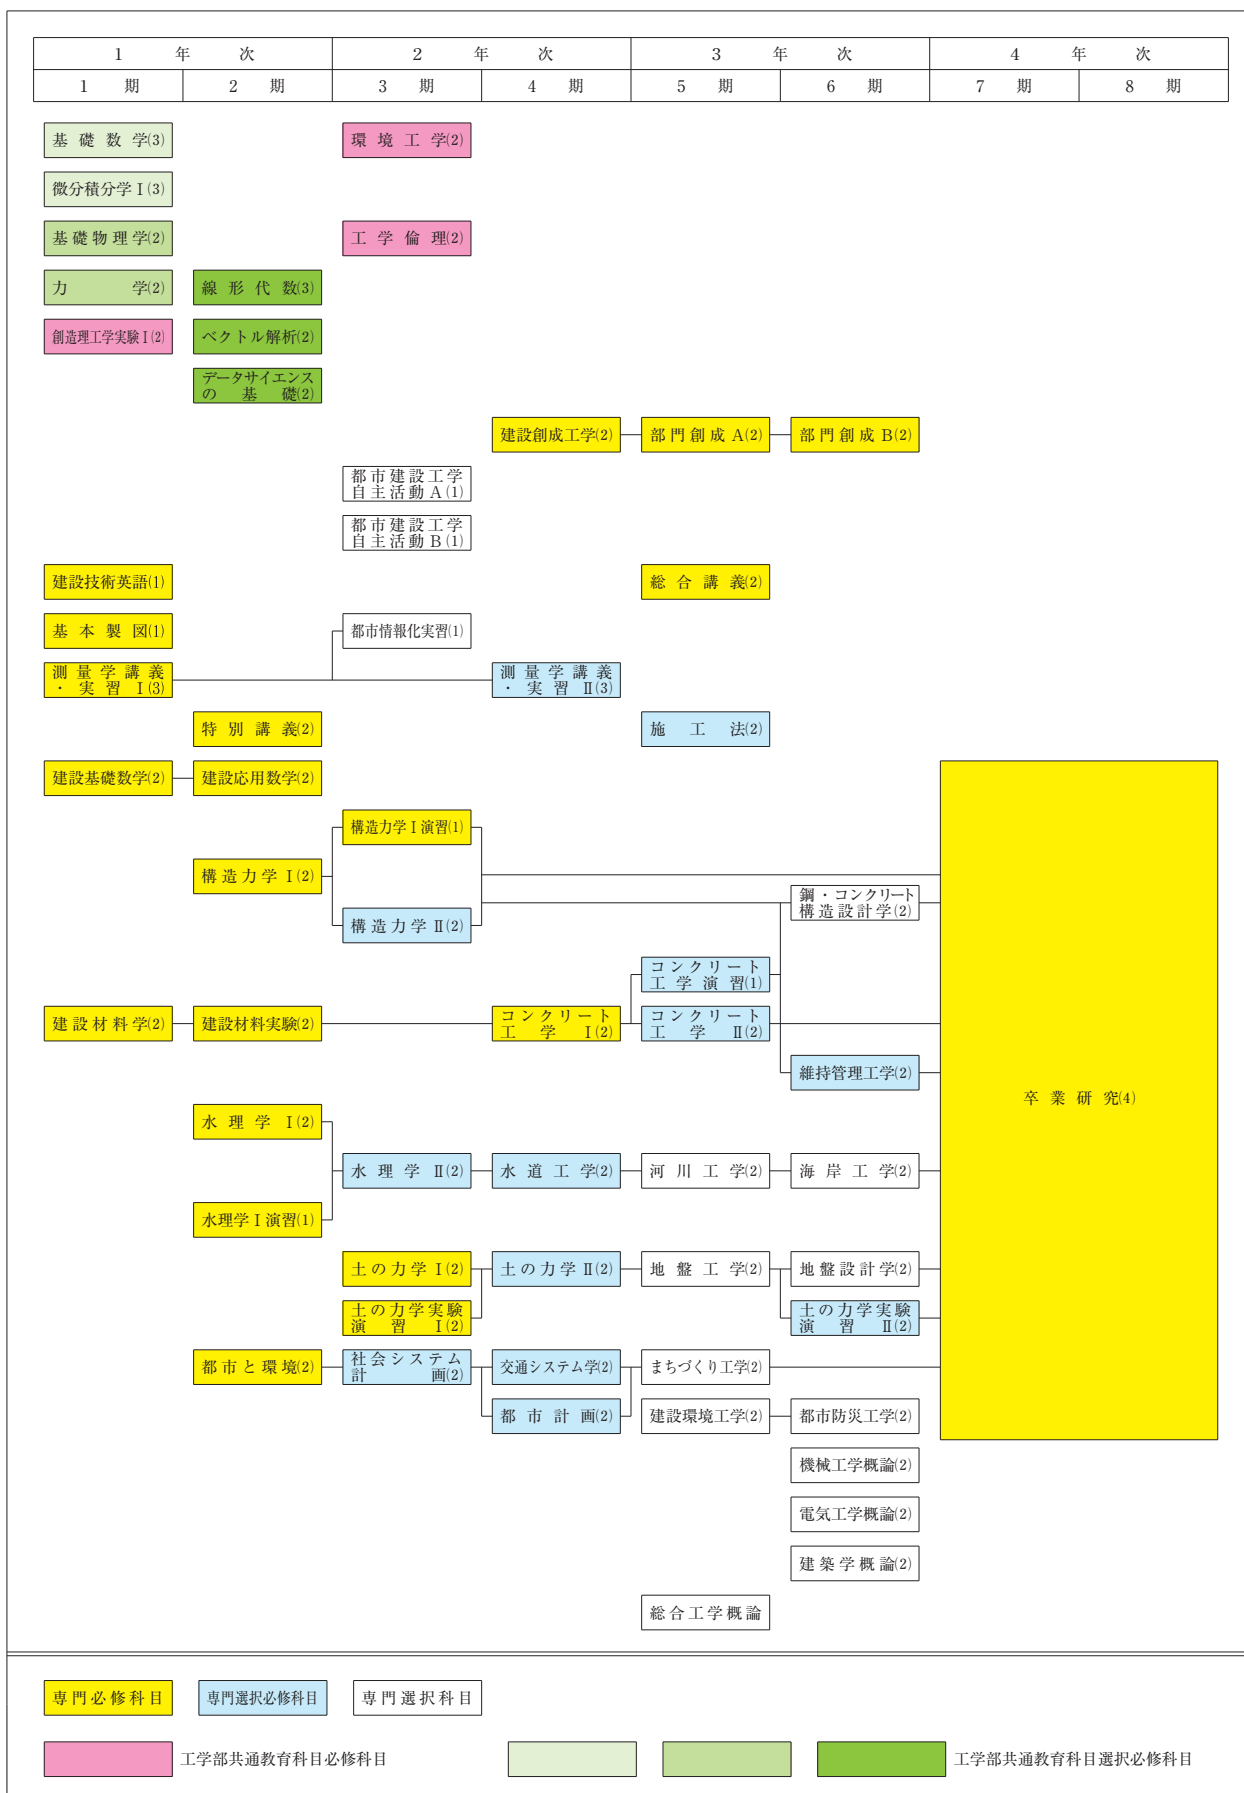 1 年 次 2 年 次 3 年 次 4 年 次
1 期 2 期 3 期 4 期 5 期 6 期 7 期 8 期
基 礎 数 学(3) 環 境 工 学(2)
微分積分学Ⅰ(3)
基 礎 物 理 学(2) 工 学 倫 理(2)
力 学(2) 線 形 代 数(3)
創造理工学実験Ⅰ(2) ベクトル解析(2)
データサイエンス
の 基 礎(2)
建設創成工学(2) 部 門 創 成 A(2) 部 門 創 成 B(2)
都 市 建 設 工 学
自 主 活 動 A(1)
都 市 建 設 工 学
自 主 活 動 B(1)
建設技術英語(1) 総 合 講 義(2)
基 本 製 図(1) 都市情報化実習(1)
測 量 学 講 義
・ 実 習 Ⅰ(3)
測 量 学 講 義
・ 実 習 Ⅱ(3)
特 別 講 義(2) 施 工 法(2)
建設基礎数学(2) 建設応用数学(2)
構造力学Ⅰ演習(1)
構 造 力 学 Ⅰ(2)
鋼・コンクリート
構 造 設 計 学(2)
構 造 力 学 Ⅱ(2)
コ ン ク リ ー ト
工 学 演 習(1)
建 設 材 料 学(2) 建設材料実験(2)
コ ン ク リ ー ト
工 学 Ⅰ(2)
コ ン ク リ ー ト
工 学 Ⅱ(2)
維持管理工学(2)
卒 業 研 究(4)
水 理 学 Ⅰ(2)
水 理 学 Ⅱ(2) 水 道 工 学(2) 河 川 工 学(2) 海 岸 工 学(2)
水理学Ⅰ演習(1)
土 の 力 学 Ⅰ(2) 土 の 力 学 Ⅱ(2) 地 盤 工 学(2) 地 盤 設 計 学(2)
土 の 力 学 実 験
演 習 Ⅰ(2)
土 の 力 学 実 験
演 習 Ⅱ(2)
都 市 と 環 境(2)
社 会 シ ス テ ム
計 画(2)
交通システム学(2) まちづくり工学(2)
都 市 計 画(2) 建設環境工学(2) 都市防災工学(2)
機械工学概論(2)
電気工学概論(2)
建 築 学 概 論(2)
総 合 工 学 概 論
専 門 必 修 科 目 専門選択必修科目 専 門 選 択 科 目
工学部共通教育科目必修科目 工学部共通教育科目選択必修科目